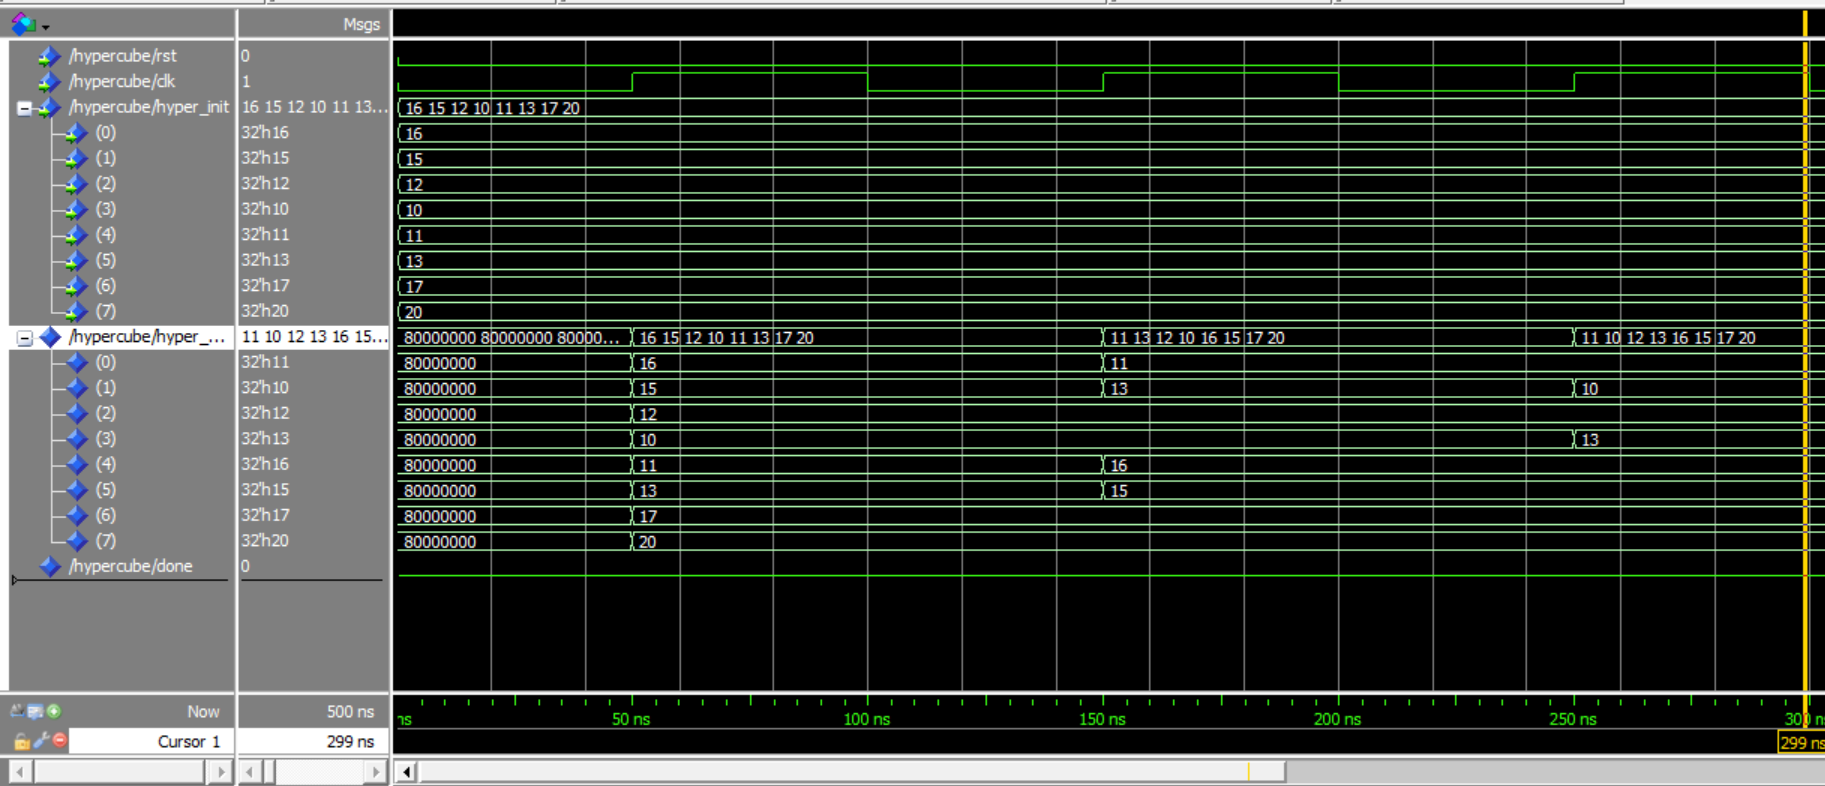 Msgs
/hypercube/rst 0
/hypercube/clk 1
/hypercube/hyper_init 16 15 12 10 11 13... 16 15 12 10 11 13 17 20
(0) 32'h16 16
(1) 32'h15 15
(2) 32'h12 12
(3) 32'h10 10
(4) 32'h11 11
(5) 32'h13 13
(6) 32'h17 17
(7) 32'h20 20
/hypercube/hyper_... 11 10 12 13 16 15... 80000000 80000000 80000... 16 15 12 10 11 13 17 20 11 13 12 10 16 15 17 20 11 10 12 13 16 15 17 20
(0) 32'h11 80000000 16 11
(1) 32'h10 80000000 15 13 10
(2) 32'h12 80000000 12
(3) 32'h13 80000000 10 13
(4) 32'h16 80000000 11 16
(5) 32'h15 80000000 13 15
(6) 32'h17 80000000 17
(7) 32'h20 80000000 20
/hypercube/done 0
Now 500 ns ns 50 ns 100 ns 150 ns 200 ns 250 ns 300 n
Cursor 1 299 ns 299 ns